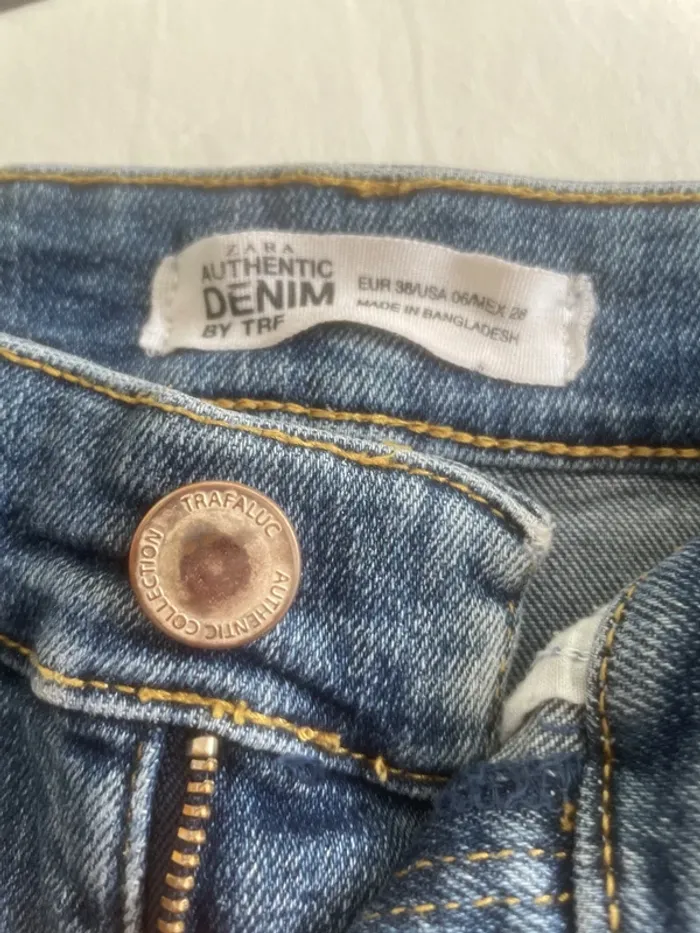 ZARA
AUTHENTIC
DENIM
BY TRF
EUR 38/USA 06/MEX 28
MADE IN BANGLADESH
TRAFALUC
AUTHENTIC COLLECTION